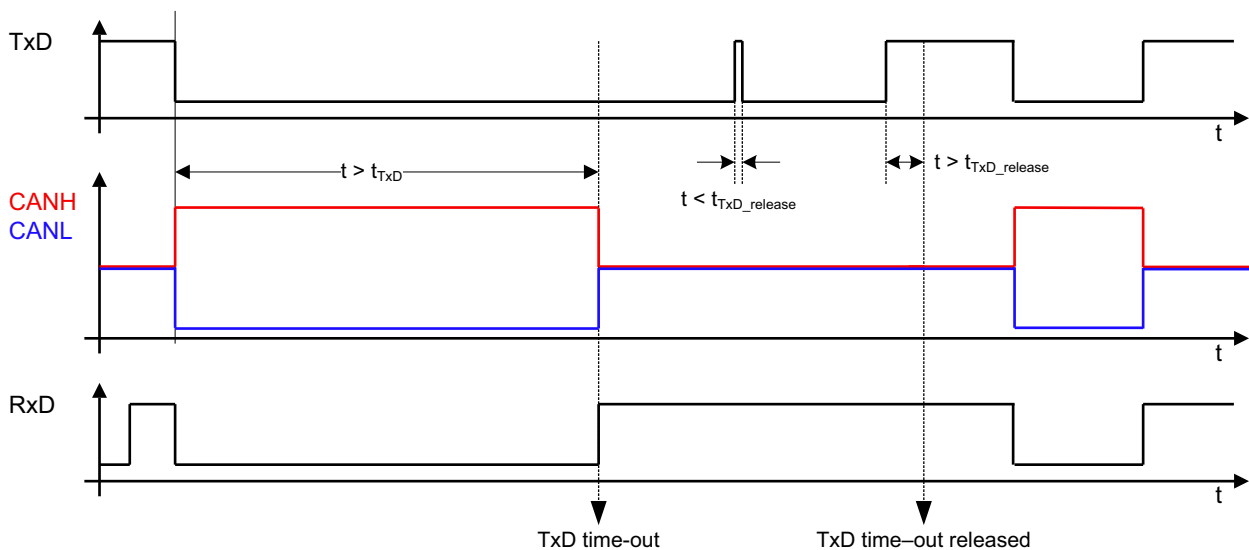 TxD
t
t > tTxD
t < tTxD_release
t > tTxD_release
CANH
CANL
t
RxD
t
TxD time-out
TxD time–out released